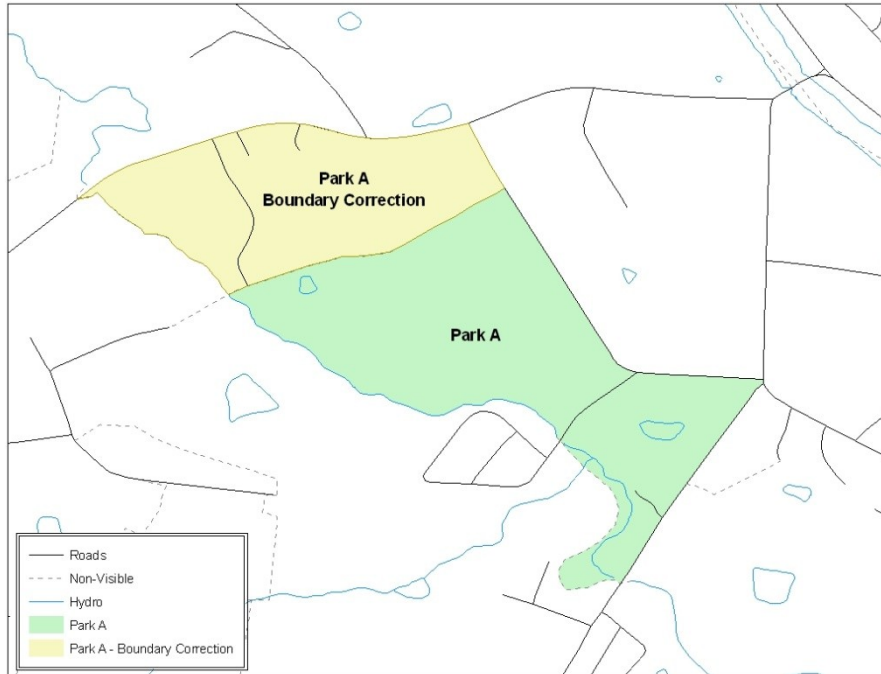 Park A
Boundary Correction
Park A
Roads
Non-Visible
Hydro
Park A
Park A - Boundary Correction